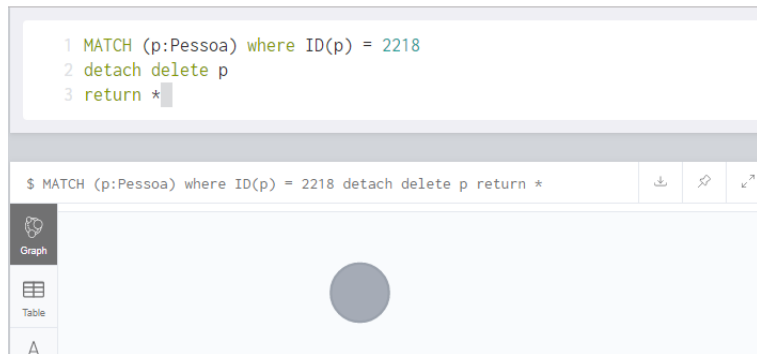 1 MATCH (p:Pessoa) where ID(p) = 2218
2 detach delete p
3 return *
$ MATCH (p:Pessoa) where ID(p) = 2218 detach delete p return *
Graph
Table
A